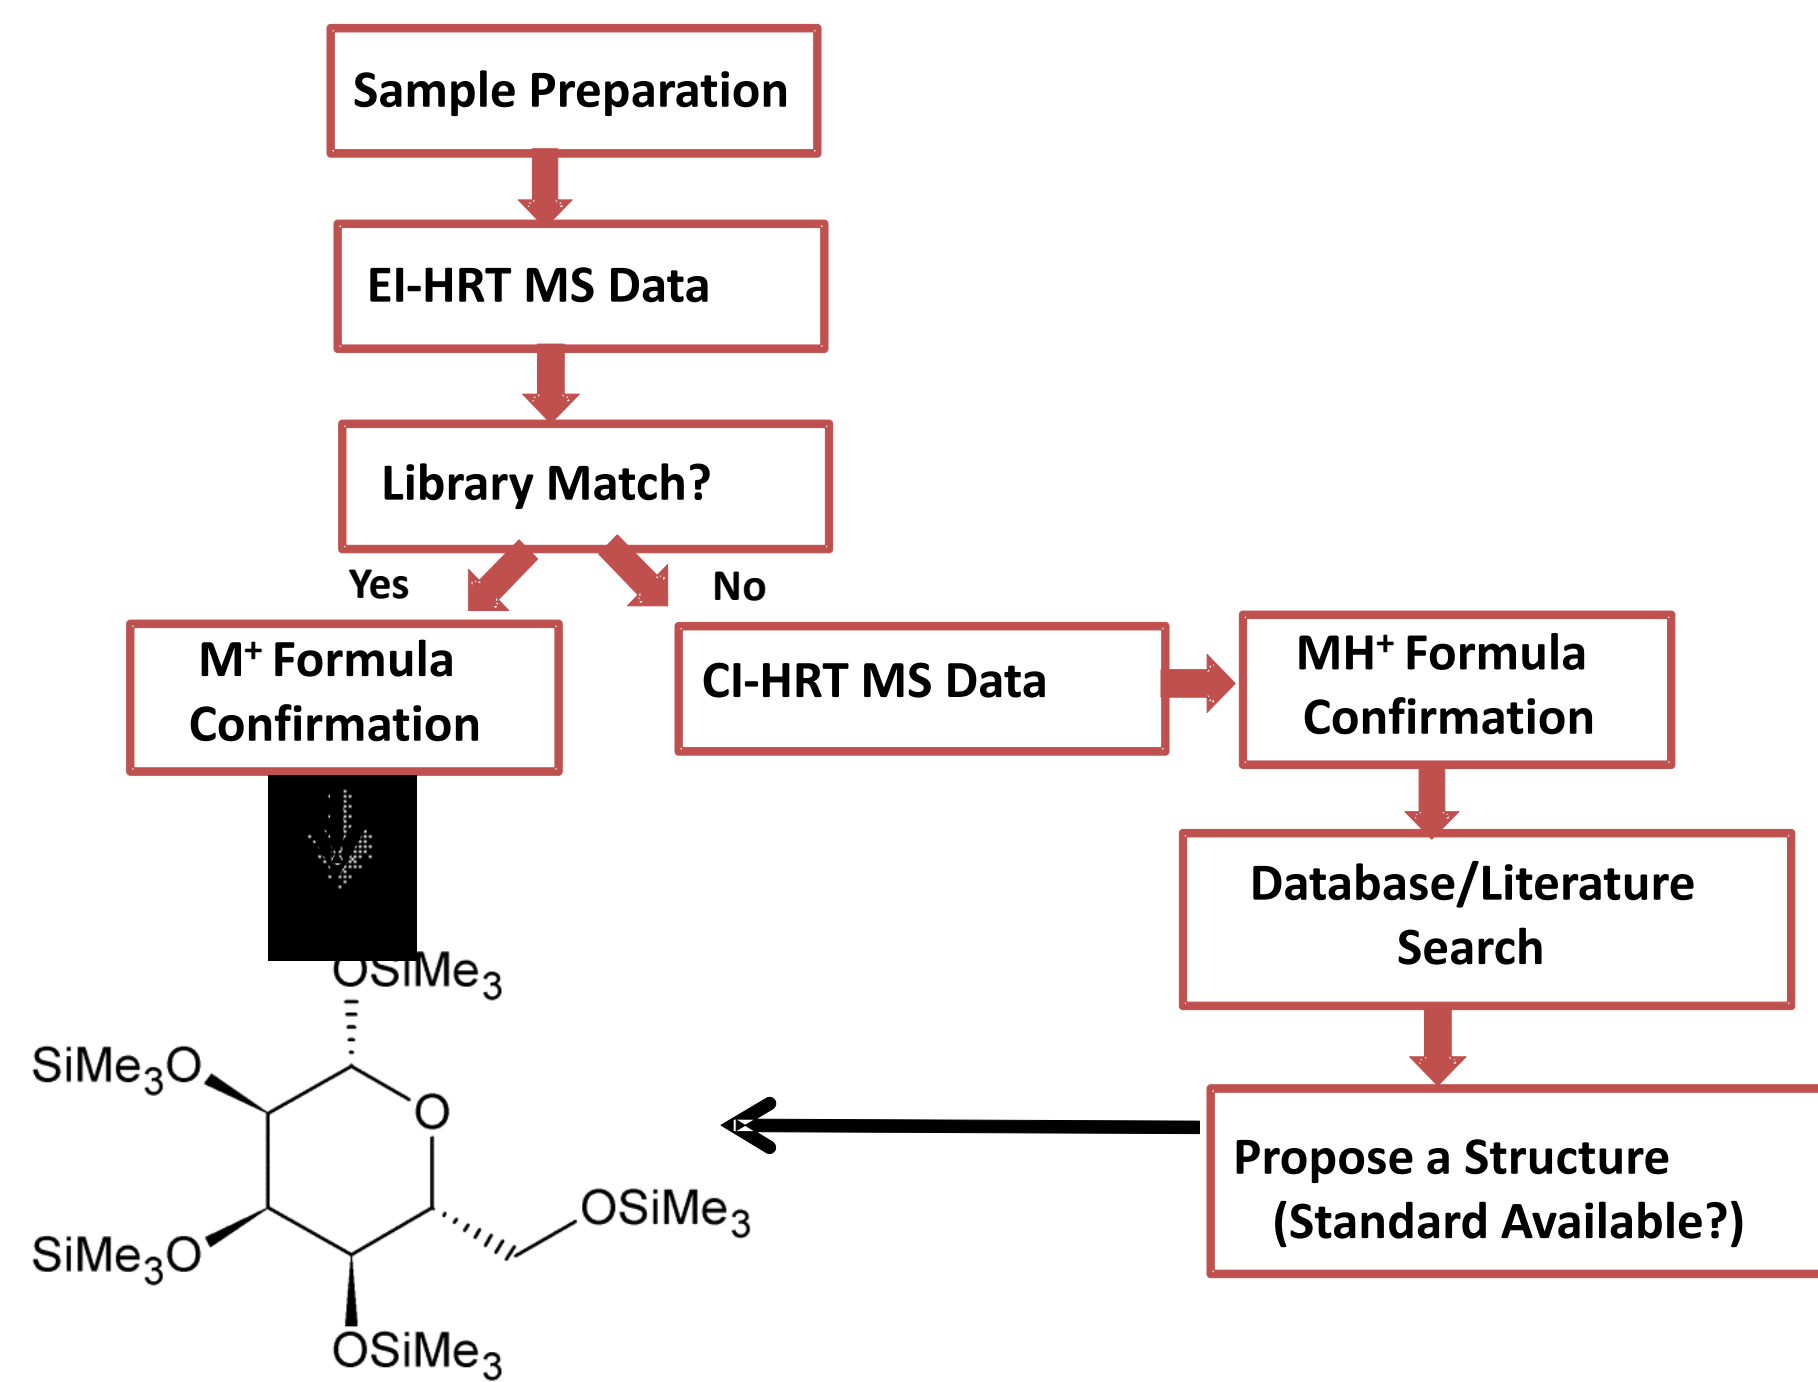 Sample Preparation
EI-HRT MS Data
Library Match?
Yes
No
M⁺ Formula
Confirmation
CI-HRT MS Data
MH⁺ Formula
Confirmation
Database/Literature
Search
Propose a Structure
(Standard Available?)
OSiMe₃
SiMe₃O
O
OSiMe₃
SiMe₃O
OSiMe₃